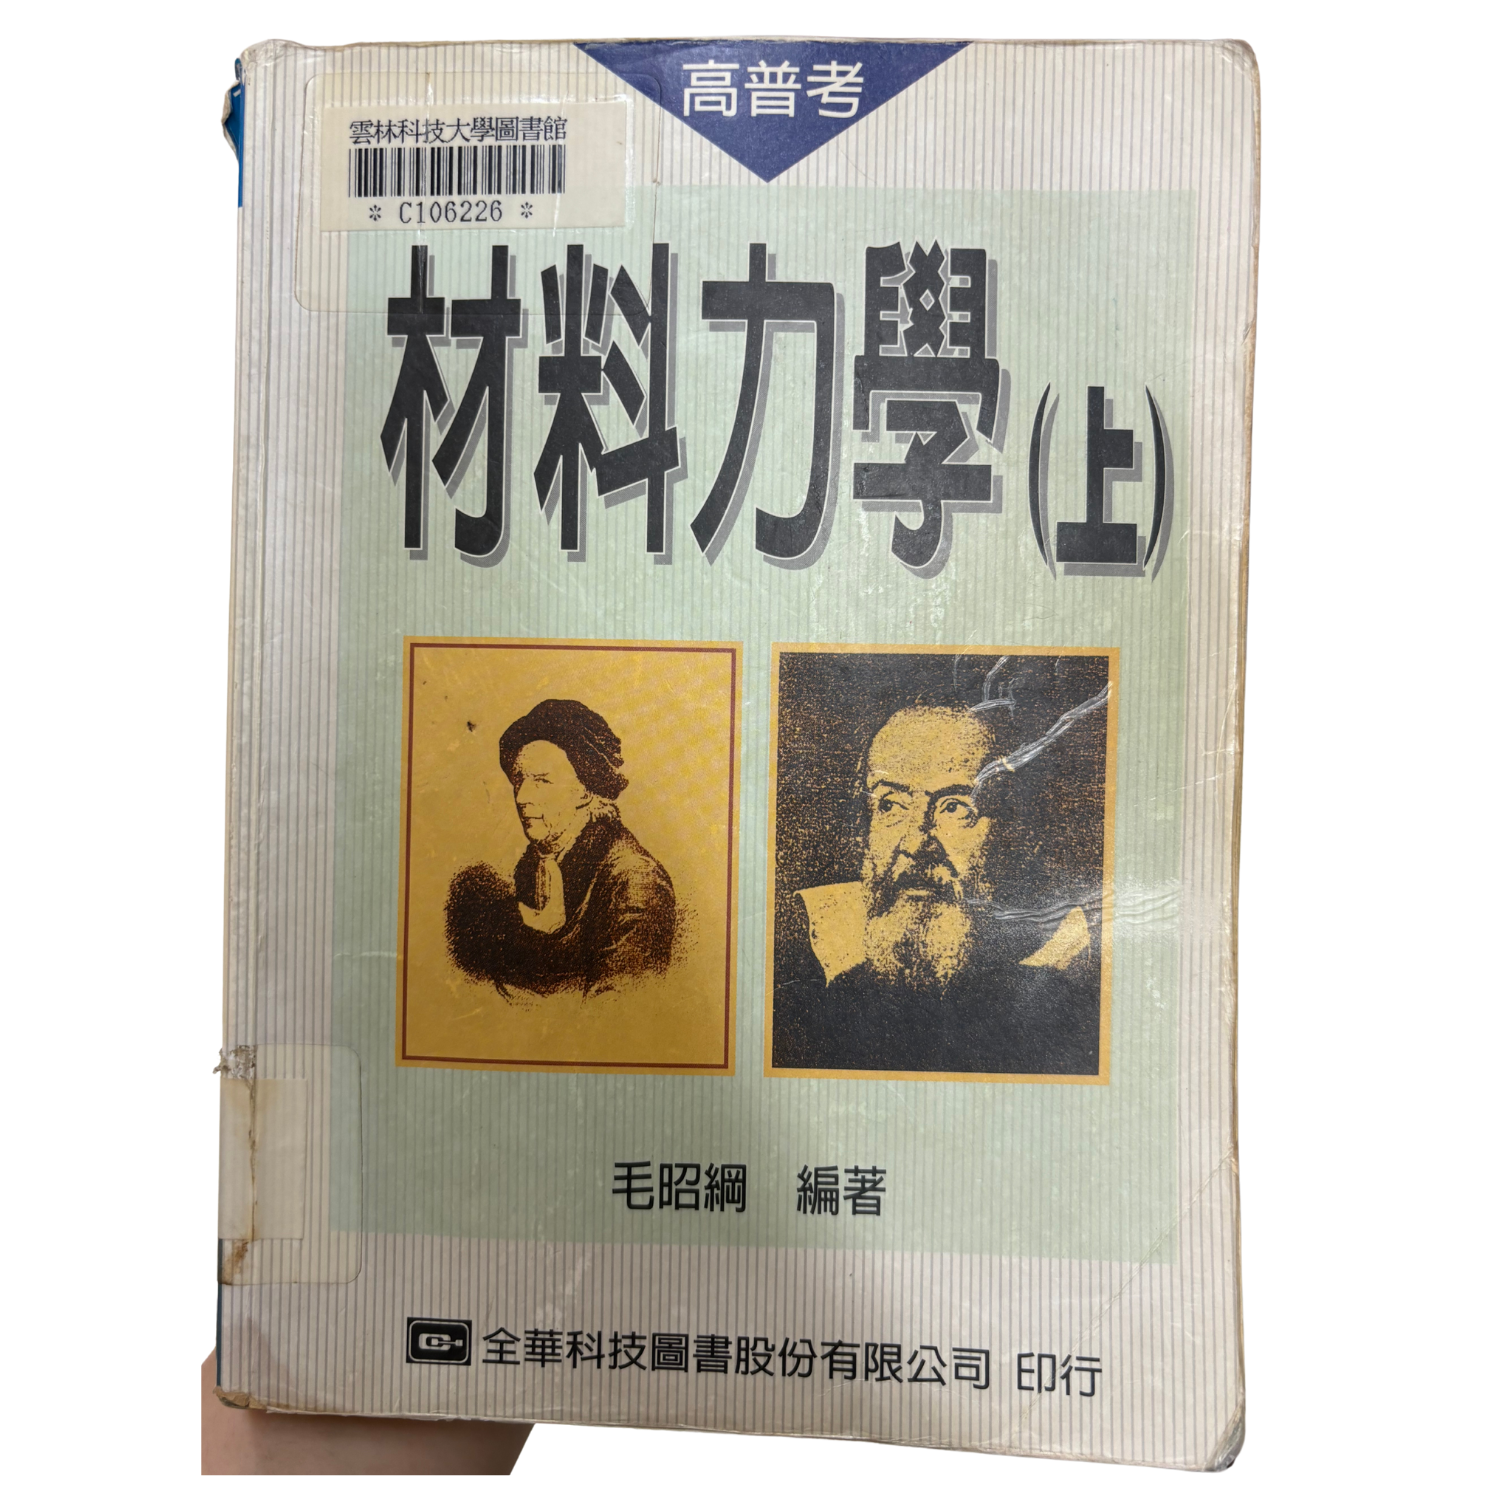 高普考
雲林科技大學圖書館
* C106226 *
材料力學(上)
毛昭綱 編著
全華科技圖書股份有限公司 印行